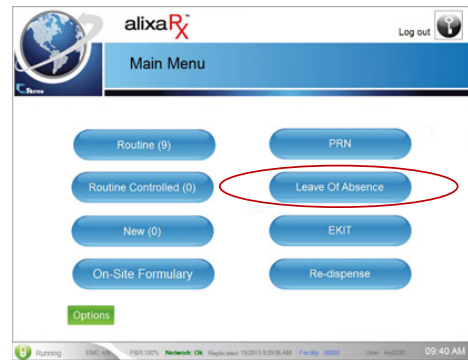 alixaRx
Log out
Main Menu
Routine (9)
PRN
Routine Controlled (0)
Leave Of Absence
New (0)
EKIT
On-Site Formulary
Re-dispense
Options
Running
Network: Ok
09:40 AM